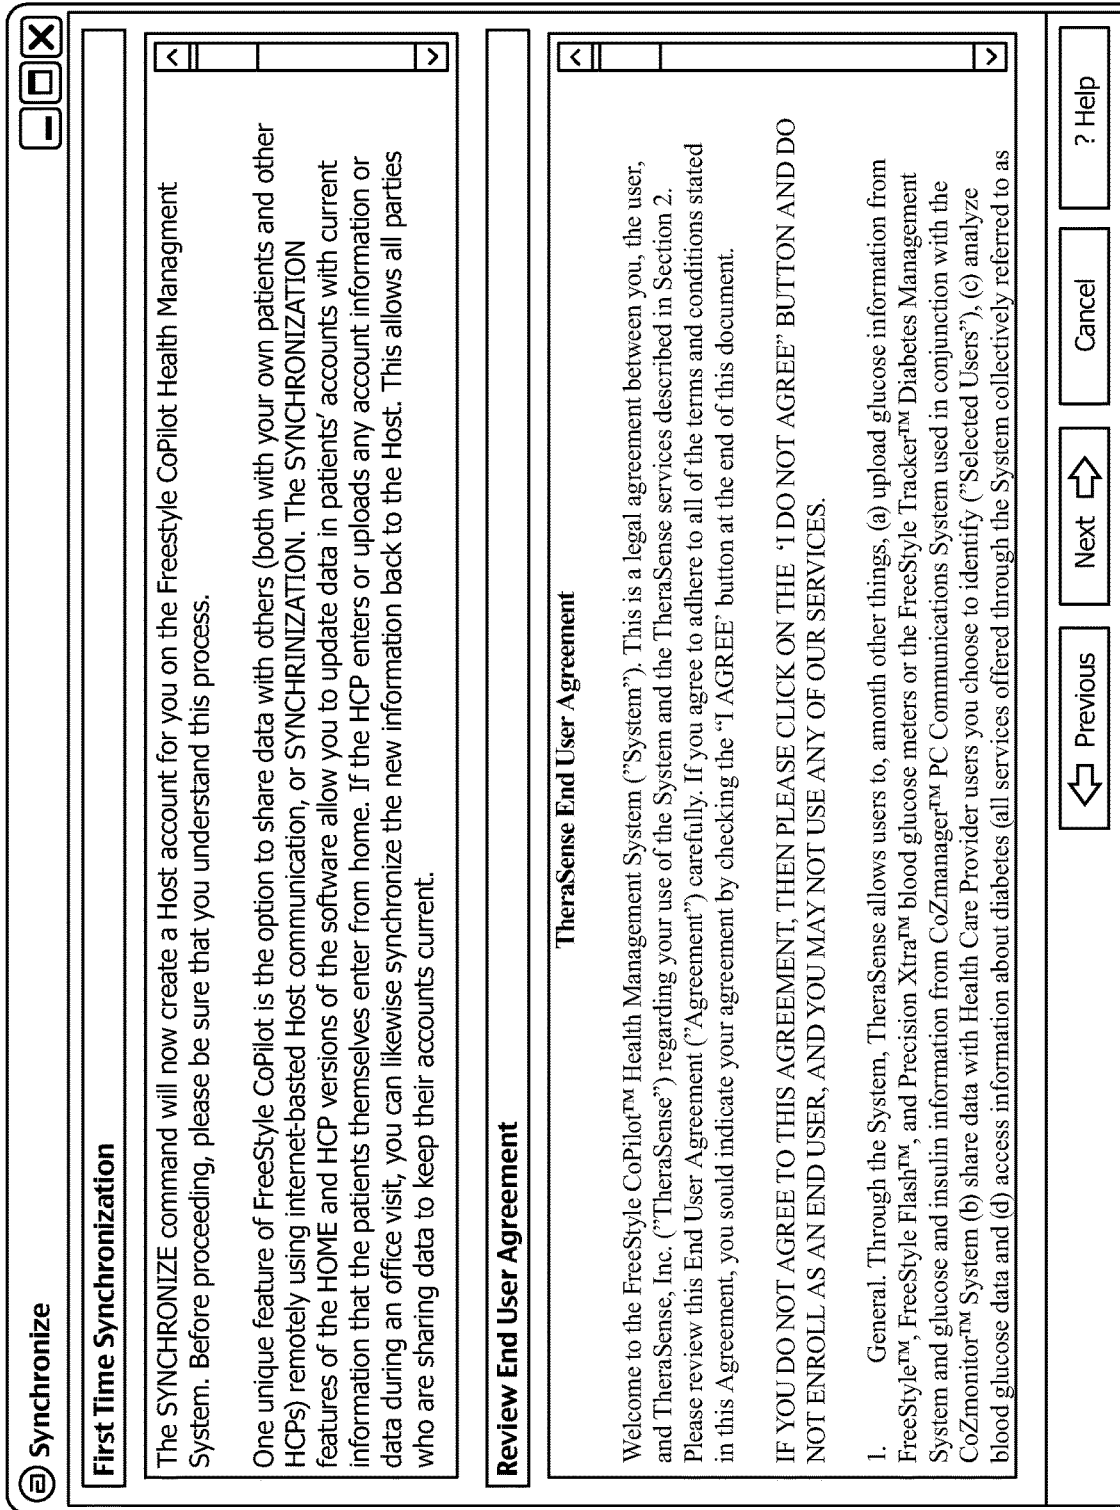 Synchronize
First Time Synchronization
The SYNCHRONIZE command will now create a Host account for you on the Freestyle CoPilot Health Managment
System. Before proceeding, please be sure that you understand this process.
One unique feature of FreeStyle CoPilot is the option to share data with others (both with your own patients and other
HCPs) remotely using internet-basted Host communication, or SYNCHRINIZATION. The SYNCHRONIZATION
features of the HOME and HCP versions of the software allow you to update data in patients’ accounts with current
information that the patients themselves enter from home. If the HCP enters or uploads any account information or
data during an office visit, you can likewise synchronize the new information back to the Host. This allows all parties
who are sharing data to keep their accounts current.
Review End User Agreement
TheraSense End User Agreement
Welcome to the FreeStyle CoPilot™ Health Management System (”System”). This is a legal agreement between you, the user,
and TheraSense, Inc. (”TheraSense”) regarding your use of the System and the TheraSense services described in Section 2.
Please review this End User Agreement (”Agreement”) carefully. If you agree to adhere to all of the terms and conditions stated
in this Agreement, you sould indicate your agreement by checking the “I AGREE’ button at the end of this document.
IF YOU DO NOT AGREE TO THIS AGREEMENT, THEN PLEASE CLICK ON THE ‘I DO NOT AGREE” BUTTON AND DO
NOT ENROLL AS AN END USER, AND YOU MAY NOT USE ANY OF OUR SERVICES.
1. General. Through the System, TheraSense allows users to, amonth other things, (a) upload glucose information from
FreeStyle™, FreeStyle Flash™, and Precision Xtra™ blood glucose meters or the FreeStyle Tracker™ Diabetes Management
System and glucose and insulin information from CoZmanager™ PC Communications System used in conjunction with the
CoZmonitor™ System (b) share data with Health Care Provider users you choose to identify (”Selected Users”), (c) analyze
blood glucose data and (d) access information about diabetes (all services offered through the System collectively referred to as
Previous Next Cancel ? Help